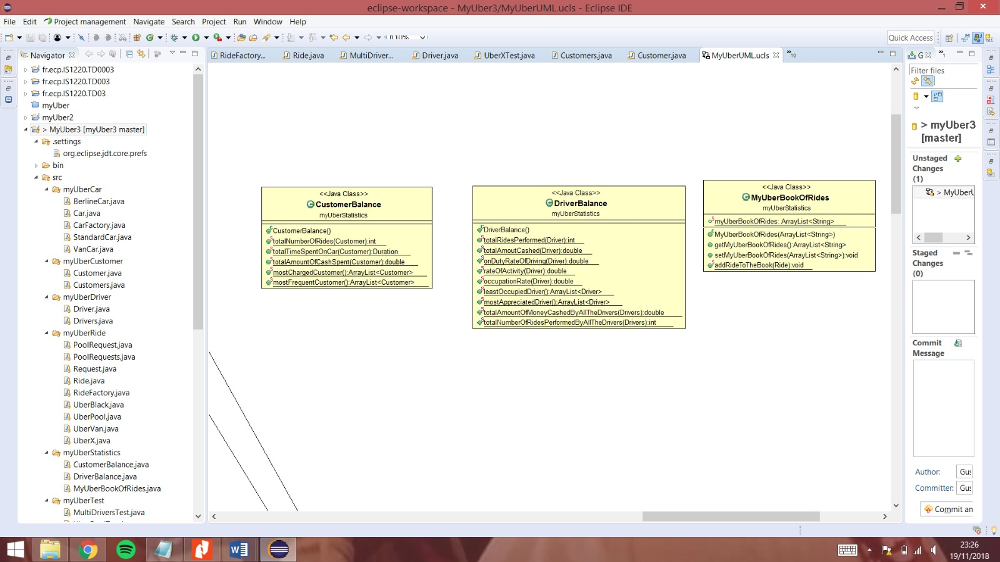 eclipse-workspace - MyUber3/MyUberUML.ucls - Eclipse IDE
File Edit Project management Navigate Search Project Run Window Help
Quick Access
Navigator
RideFactory... Ride.java MultiDriver... Driver.java UberXTest.java Customers.java Customer.java MyUberUML.ucls »10
G »1
fr.ecp.IS1220.TD0003
fr.ecp.IS1220.TD003
fr.ecp.IS1220.TD03
myUber
myUber2
> MyUber3 [myUber3 master]
.settings
org.eclipse.jdt.core.prefs
bin
src
myUberCar
BerlineCar.java
Car.java
CarFactory.java
StandardCar.java
VanCar.java
myUberCustomer
Customer.java
Customers.java
myUberDriver
Driver.java
Drivers.java
myUberRide
PoolRequest.java
PoolRequests.java
Request.java
Ride.java
RideFactory.java
UberBlack.java
UberPool.java
UberVan.java
UberX.java
myUberStatistics
CustomerBalance.java
DriverBalance.java
MyUberBookOfRides.java
myUberTest
MultiDriversTest.java
<<Java Class>>
CustomerBalance
myUberStatistics
CustomerBalance()
totalNumberOfRides(Customer):int
totalTimeSpentOnCar(Customer):Duration
totalAmountOfCashSpent(Customer):double
mostChargedCustomer():ArrayList<Customer>
mostFrequentCustomer():ArrayList<Customer>
<<Java Class>>
DriverBalance
myUberStatistics
DriverBalance()
totalRidesPerformed(Driver):int
totalAmoutCashed(Driver):double
onDutyRateOfDriving(Driver):double
rateOfActivity(Driver):double
occupationRate(Driver):double
leastOccupiedDriver():ArrayList<Driver>
mostAppreciatedDriver():ArrayList<Driver>
totalAmountOfMoneyCashedByAllTheDrivers(Drivers):double
totalNumberOfRidesPerformedByAllTheDrivers(Drivers):int
<<Java Class>>
MyUberBookOfRides
myUberStatistics
myUberBookOfRides: ArrayList<String>
MyUberBookOfRides(ArrayList<String>)
getMyUberBookOfRides():ArrayList<String>
setMyUberBookOfRides(ArrayList<String>):void
addRideToTheBook(Ride):void
Filter files
> myUber3
[master]
Unstaged
Changes
(1)
> MyUberU
Staged
Changes
(0)
Commit
Message
Author: Gus
Committer: Gus
Commit an
23:26
19/11/2018